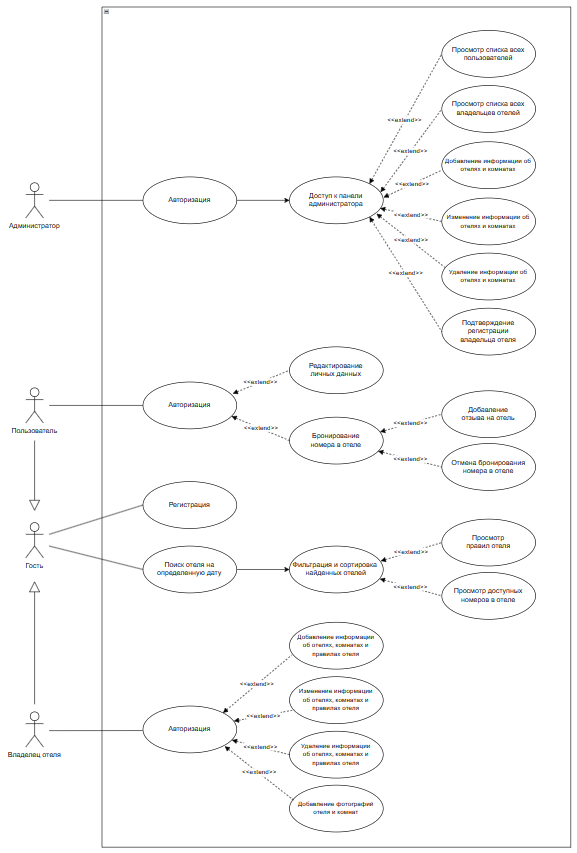 Просмотр списка всех
пользователей
<<extend>>
Просмотр списка всех
владельцев отелей
<<extend>>
Добавление информации об
отелях и комнатах
<<extend>>
Авторизация
Доступ к панели
администратора
Администратор
<<extend>>
Изменение информации об
отелях и комнатах
<<extend>>
Удаление информации об
отелях и комнатах
<<extend>>
Подтверждение
регистрации
владельца отеля
Редактирование
личных данных
<<extend>>
Авторизация
Пользователь
<<extend>>
Бронирование
номера в отеле
<<extend>>
Добавление
отзыва на отель
<<extend>>
Отмена бронирования
номера в отеле
Регистрация
Гость
Поиск отеля на
определенную дату
Фильтрация и сортировка
найденных отелей
<<extend>>
Просмотр
правил отеля
<<extend>>
Просмотр доступных
номеров в отеле
Добавление информации
об отелях, комнатах и
правилах отеля
<<extend>>
Изменение информации
об отелях, комнатах и
правилах отеля
<<extend>>
Авторизация
Владелец отеля
<<extend>>
Удаление информации
об отелях, комнатах и
правилах отеля
<<extend>>
Добавление фотографий
отеля и комнат